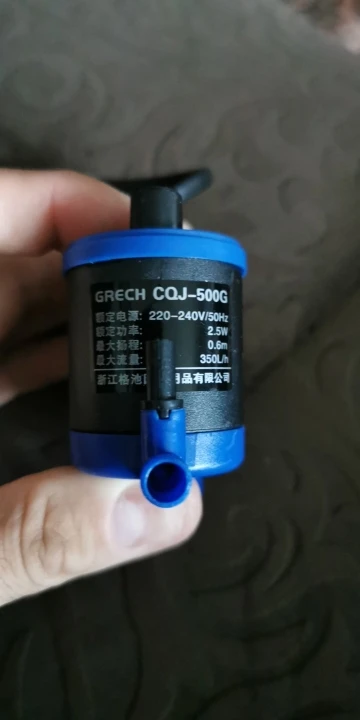 GRECH CQJ-500G
额定电源: 220-240V/50Hz
额定功率: 2.5W
最大扬程: 0.6m
最大流量: 350L/h
浙江格池 用品有限公司